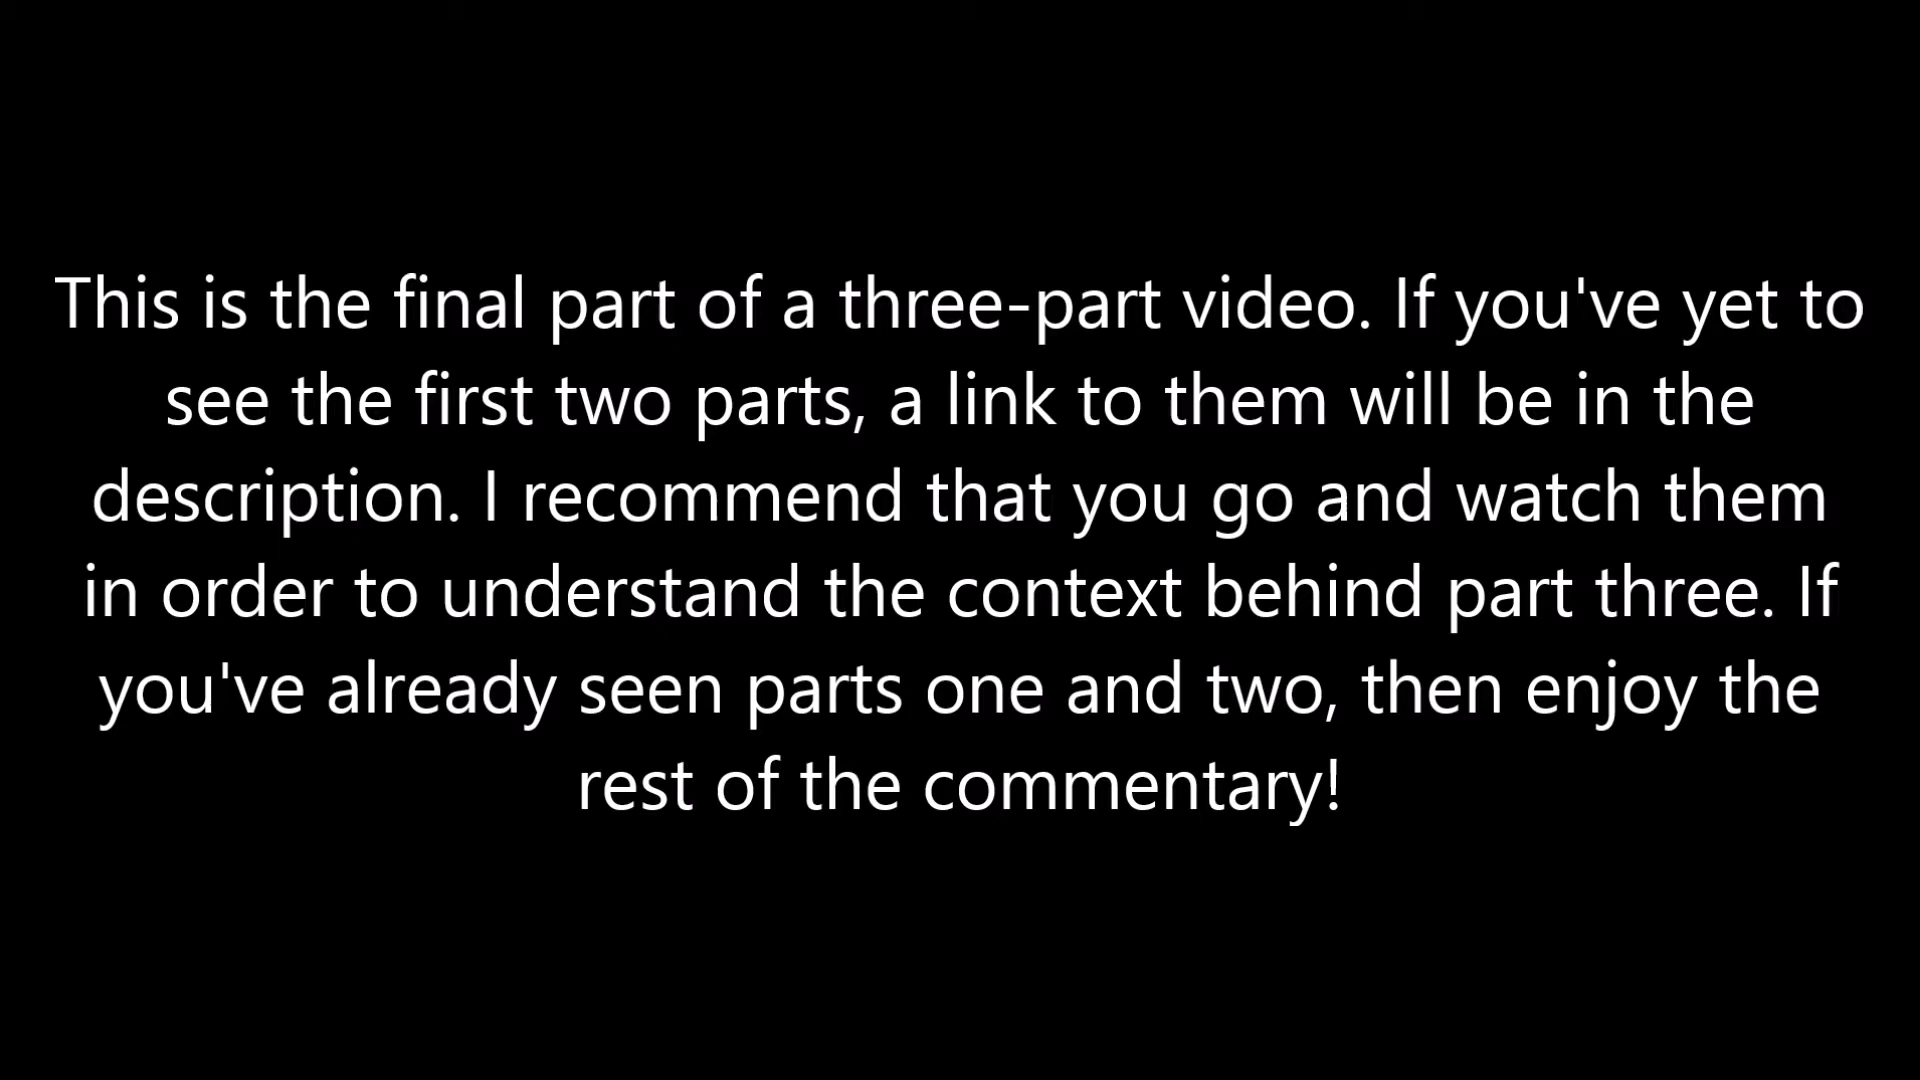 This is the final part of a three-part video. If you've yet to
see the first two parts, a link to them will be in the
description. I recommend that you go and watch them
in order to understand the context behind part three. If
you've already seen parts one and two, then enjoy the
rest of the commentary!